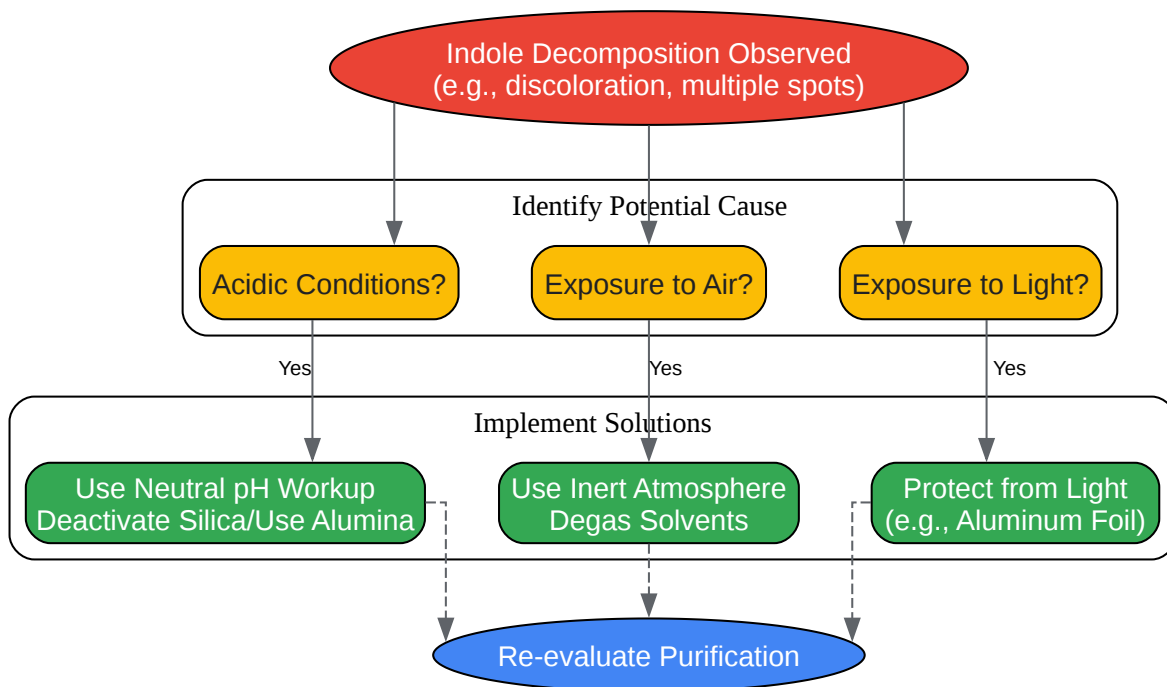 Indole Decomposition Observed
(e.g., discoloration, multiple spots)
Identify Potential Cause
Acidic Conditions?
Exposure to Air?
Exposure to Light?
Yes
Yes
Yes
Implement Solutions
Use Neutral pH Workup
Deactivate Silica/Use Alumina
Use Inert Atmosphere
Degas Solvents
Protect from Light
(e.g., Aluminum Foil)
Re-evaluate Purification